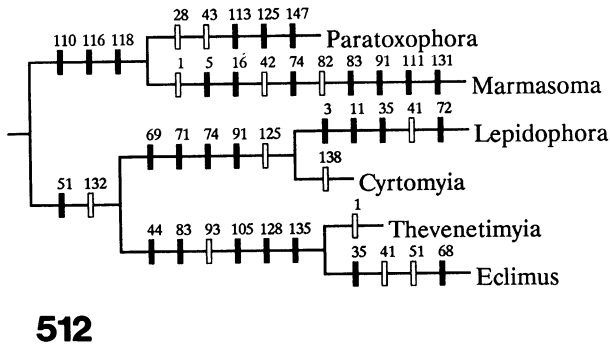 28 43 113 125 147
Paratoxophora
110 116 118
1 5 16 42 74 82 83 91 111 131
Marmasoma
3 11 35 41 72
Lepidophora
69 71 74 91 125
138
Cyrtomyia
51 132
1
Thevenetimyia
44 83 93 105 128 135
35 41 51 68
Eclimus
512